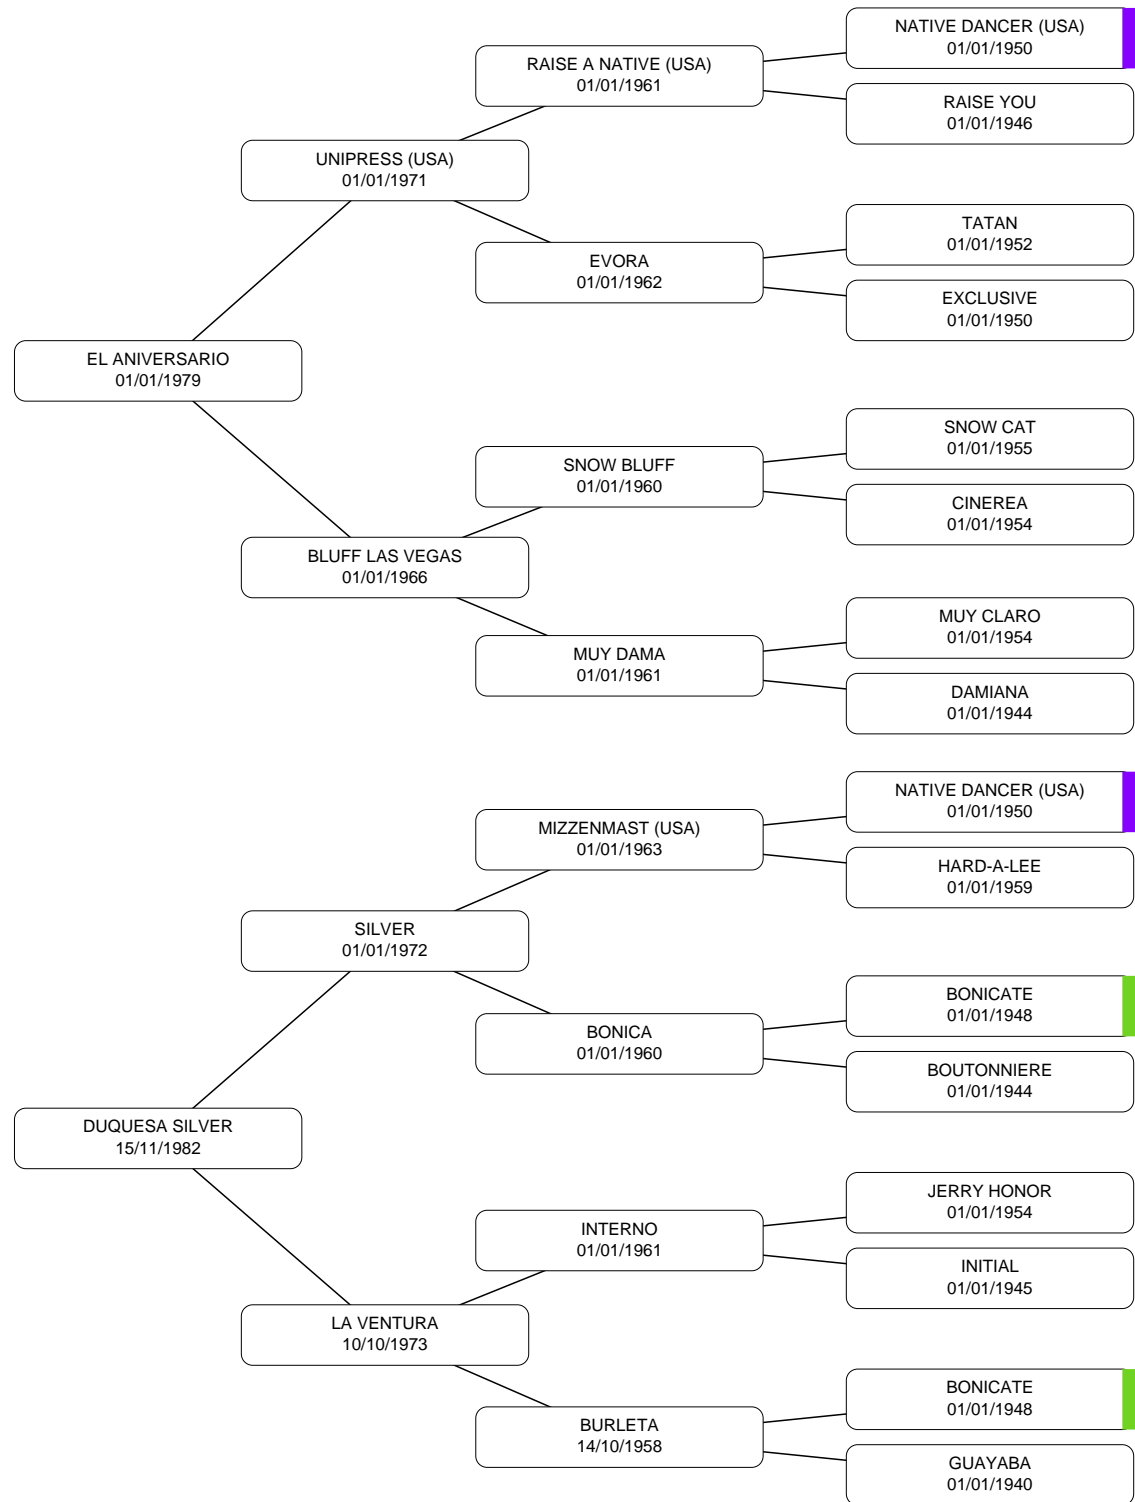 NATIVE DANCER (USA)
01/01/1950
RAISE A NATIVE (USA)
01/01/1961
RAISE YOU
01/01/1946
UNIPRESS (USA)
01/01/1971
TATAN
01/01/1952
EVORA
01/01/1962
EXCLUSIVE
01/01/1950
EL ANIVERSARIO
01/01/1979
SNOW CAT
01/01/1955
SNOW BLUFF
01/01/1960
CINEREA
01/01/1954
BLUFF LAS VEGAS
01/01/1966
MUY CLARO
01/01/1954
MUY DAMA
01/01/1961
DAMIANA
01/01/1944
NATIVE DANCER (USA)
01/01/1950
MIZZENMAST (USA)
01/01/1963
HARD-A-LEE
01/01/1959
SILVER
01/01/1972
BONICATE
01/01/1948
BONICA
01/01/1960
BOUTONNIERE
01/01/1944
DUQUESA SILVER
15/11/1982
JERRY HONOR
01/01/1954
INTERNO
01/01/1961
INITIAL
01/01/1945
LA VENTURA
10/10/1973
BONICATE
01/01/1948
BURLETA
14/10/1958
GUAYABA
01/01/1940